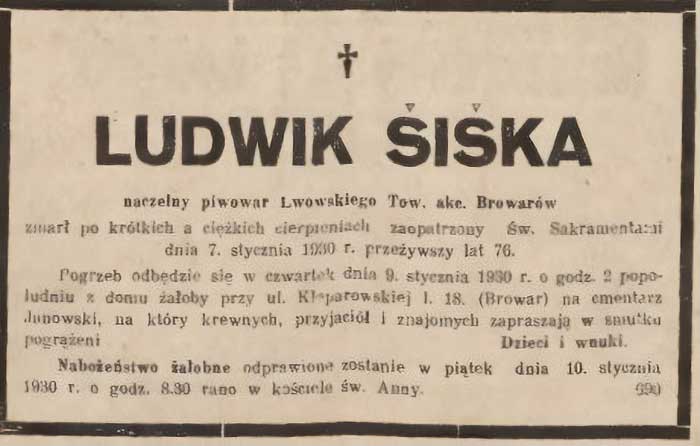 LUDWIK ŠIŠKA
naczelny piwowar Lwowskiego Tow. akc. Browarów
zmarł po krótkich a ciężkich cierpieniach zaopatrzony Św. Sakramentami
dnia 7. stycznia 1930 r. przeżywszy lat 76.
Pogrzeb odbędzie się w czwartek dnia 9. stycznia 1930 r. o godz. 2 popo-
łudniu z domu żałoby przy ul. Kleparowskiej l. 18. (Browar) na cmentarz
Janowski, na który krewnych, przyjaciół i znajomych zapraszają w smutku
pogrążeni Dzieci i wnuki.
Nabożeństwo żałobne odprawione zostanie w piątek dnia 10. stycznia
1930 r. o godz. 8.30 rano w kościele św. Anny. 690